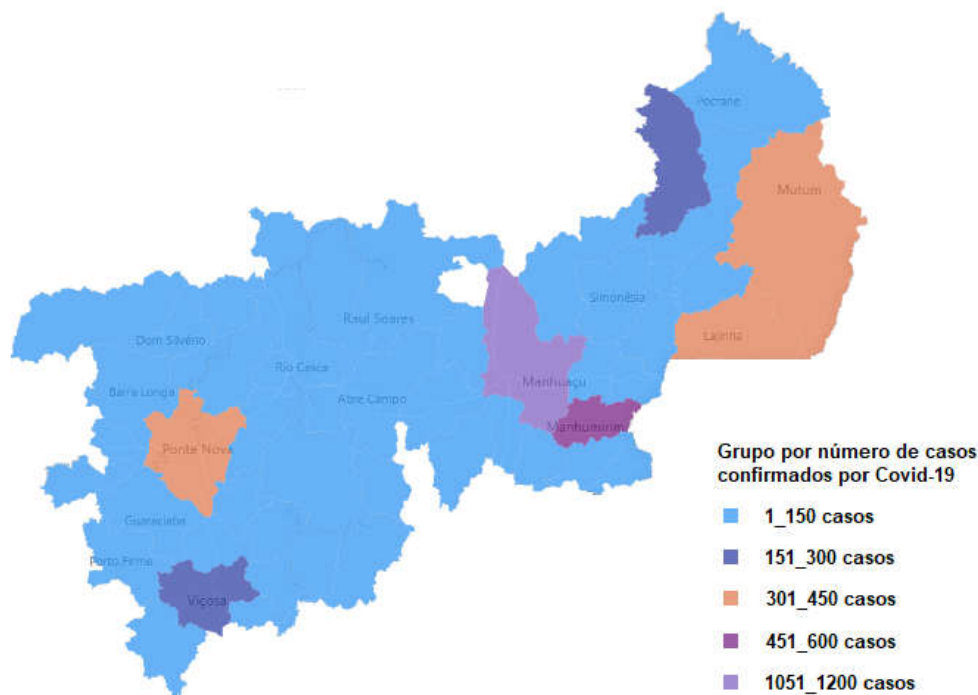 Pocrane
Mutum
Simonésia
Lajinha
Raul Soares
Dom Silvério
Rio Casca
Manhuaçu
Barra Longa
Abre Campo
Manhumirim
Ponte Nova
Guaraciaba
Porto Firme
Viçosa
Grupo por número de casos
confirmados por Covid-19
1_150 casos
151_300 casos
301_450 casos
451_600 casos
1051_1200 casos